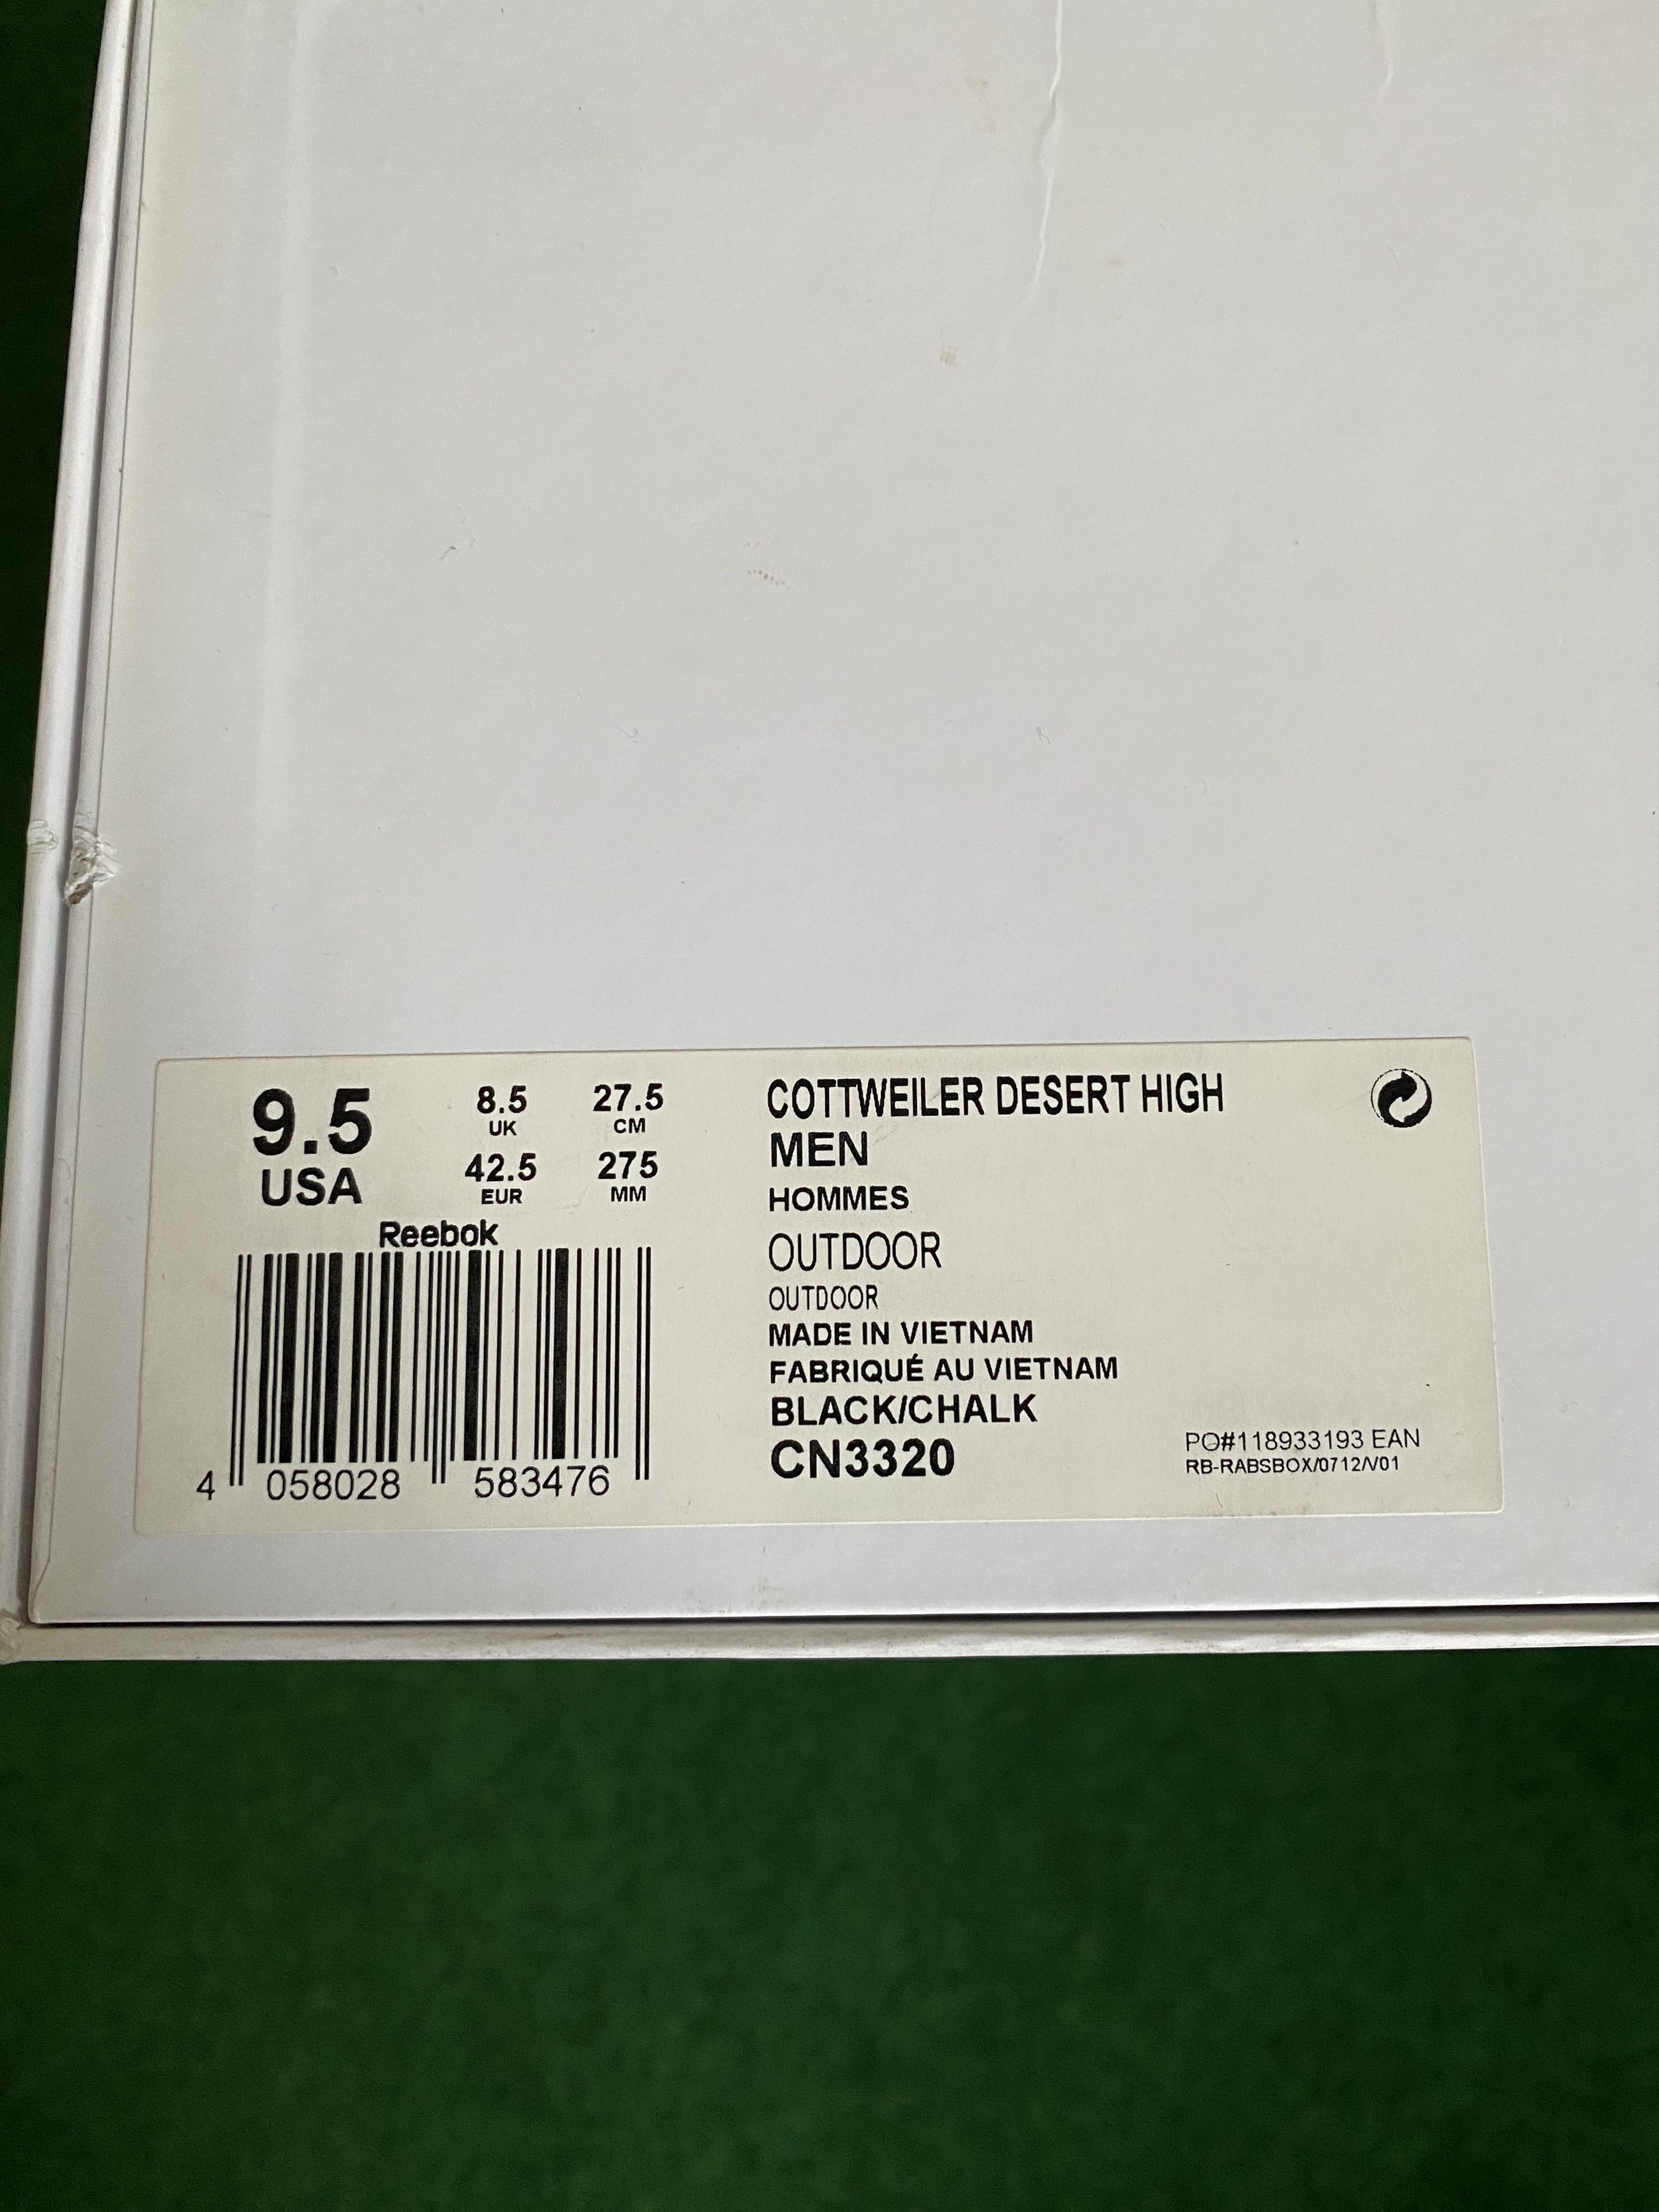 9.5
USA
8.5
UK
27.5
CM
42.5
EUR
275
MM
Reebok
4 058028 583476
COTTWEILER DESERT HIGH
MEN
HOMMES
OUTDOOR
OUTDOOR
MADE IN VIETNAM
FABRIQUÉ AU VIETNAM
BLACK/CHALK
CN3320
PO#118933193 EAN
RB-RABSBOX/0712/V01